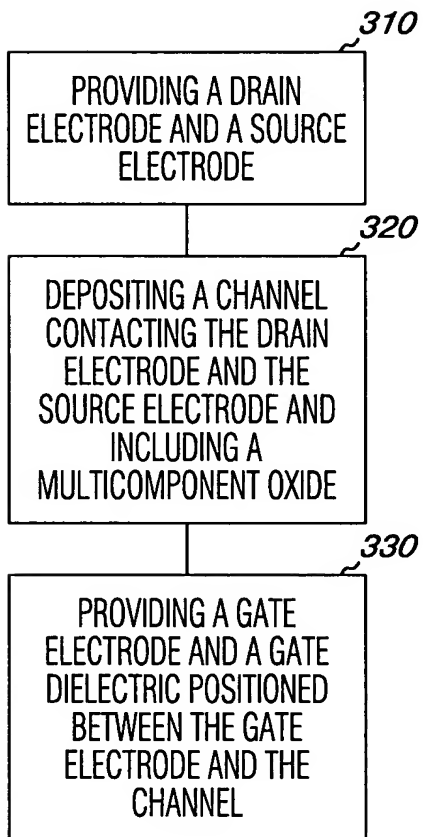 310
PROVIDING A DRAIN
ELECTRODE AND A SOURCE
ELECTRODE
320
DEPOSITING A CHANNEL
CONTACTING THE DRAIN
ELECTRODE AND THE
SOURCE ELECTRODE AND
INCLUDING A
MULTICOMPONENT OXIDE
330
PROVIDING A GATE
ELECTRODE AND A GATE
DIELECTRIC POSITIONED
BETWEEN THE GATE
ELECTRODE AND THE
CHANNEL